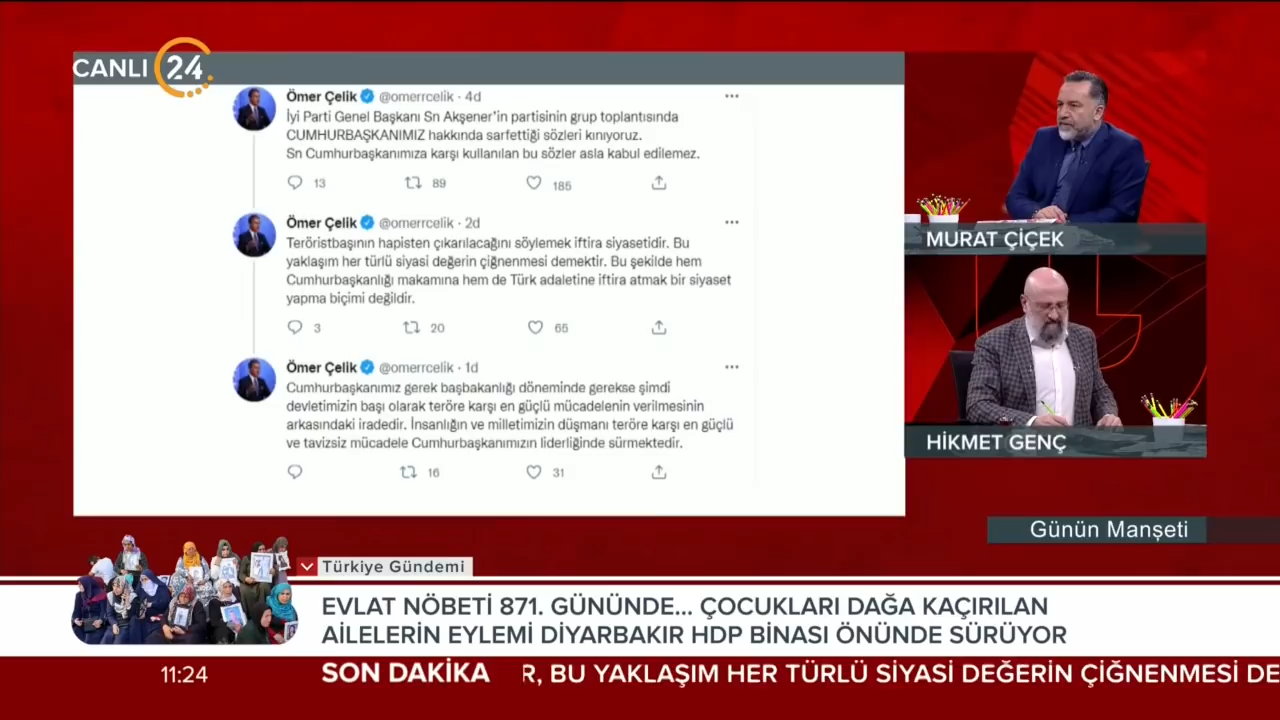 CANLI 24
Ömer Çelik @omerrcelik · 4d
İyi Parti Genel Başkanı Sn Akşener'in partisinin grup toplantısında
CUMHURBAŞKANIMIZ hakkında sarfettiği sözleri kınıyoruz.
Sn Cumhurbaşkanımıza karşı kullanılan bu sözler asla kabul edilemez.
13 89 185
Ömer Çelik @omerrcelik · 2d
Teröristbaşının hapisten çıkarılacağını söylemek iftira siyasetidir. Bu
yaklaşım her türlü siyasi değerin çiğnenmesi demektir. Bu şekilde hem
Cumhurbaşkanlığı makamına hem de Türk adaletine iftira atmak bir siyaset
yapma biçimi değildir.
3 20 65
Ömer Çelik @omerrcelik · 1d
Cumhurbaşkanımız gerek başbakanlığı döneminde gerekse şimdi
devletimizin başı olarak teröre karşı en güçlü mücadelenin verilmesinin
arkasındaki iradedir. İnsanlığın ve milletimizin düşmanı teröre karşı en güçlü
ve tavizsiz mücadele Cumhurbaşkanımızın liderliğinde sürmektedir.
16 31
MURAT ÇİÇEK
HİKMET GENÇ
Günün Manşeti
Türkiye Gündemi
EVLAT NÖBETİ 871. GÜNÜNDE... ÇOCUKLARI DAĞA KAÇIRILAN
AİLELERİN EYLEMİ DİYARBAKIR HDP BİNASI ÖNÜNDE SÜRÜYOR
11:24 SON DAKİKA R, BU YAKLAŞIM HER TÜRLÜ SİYASİ DEĞERİN ÇİĞNENMESİ DE